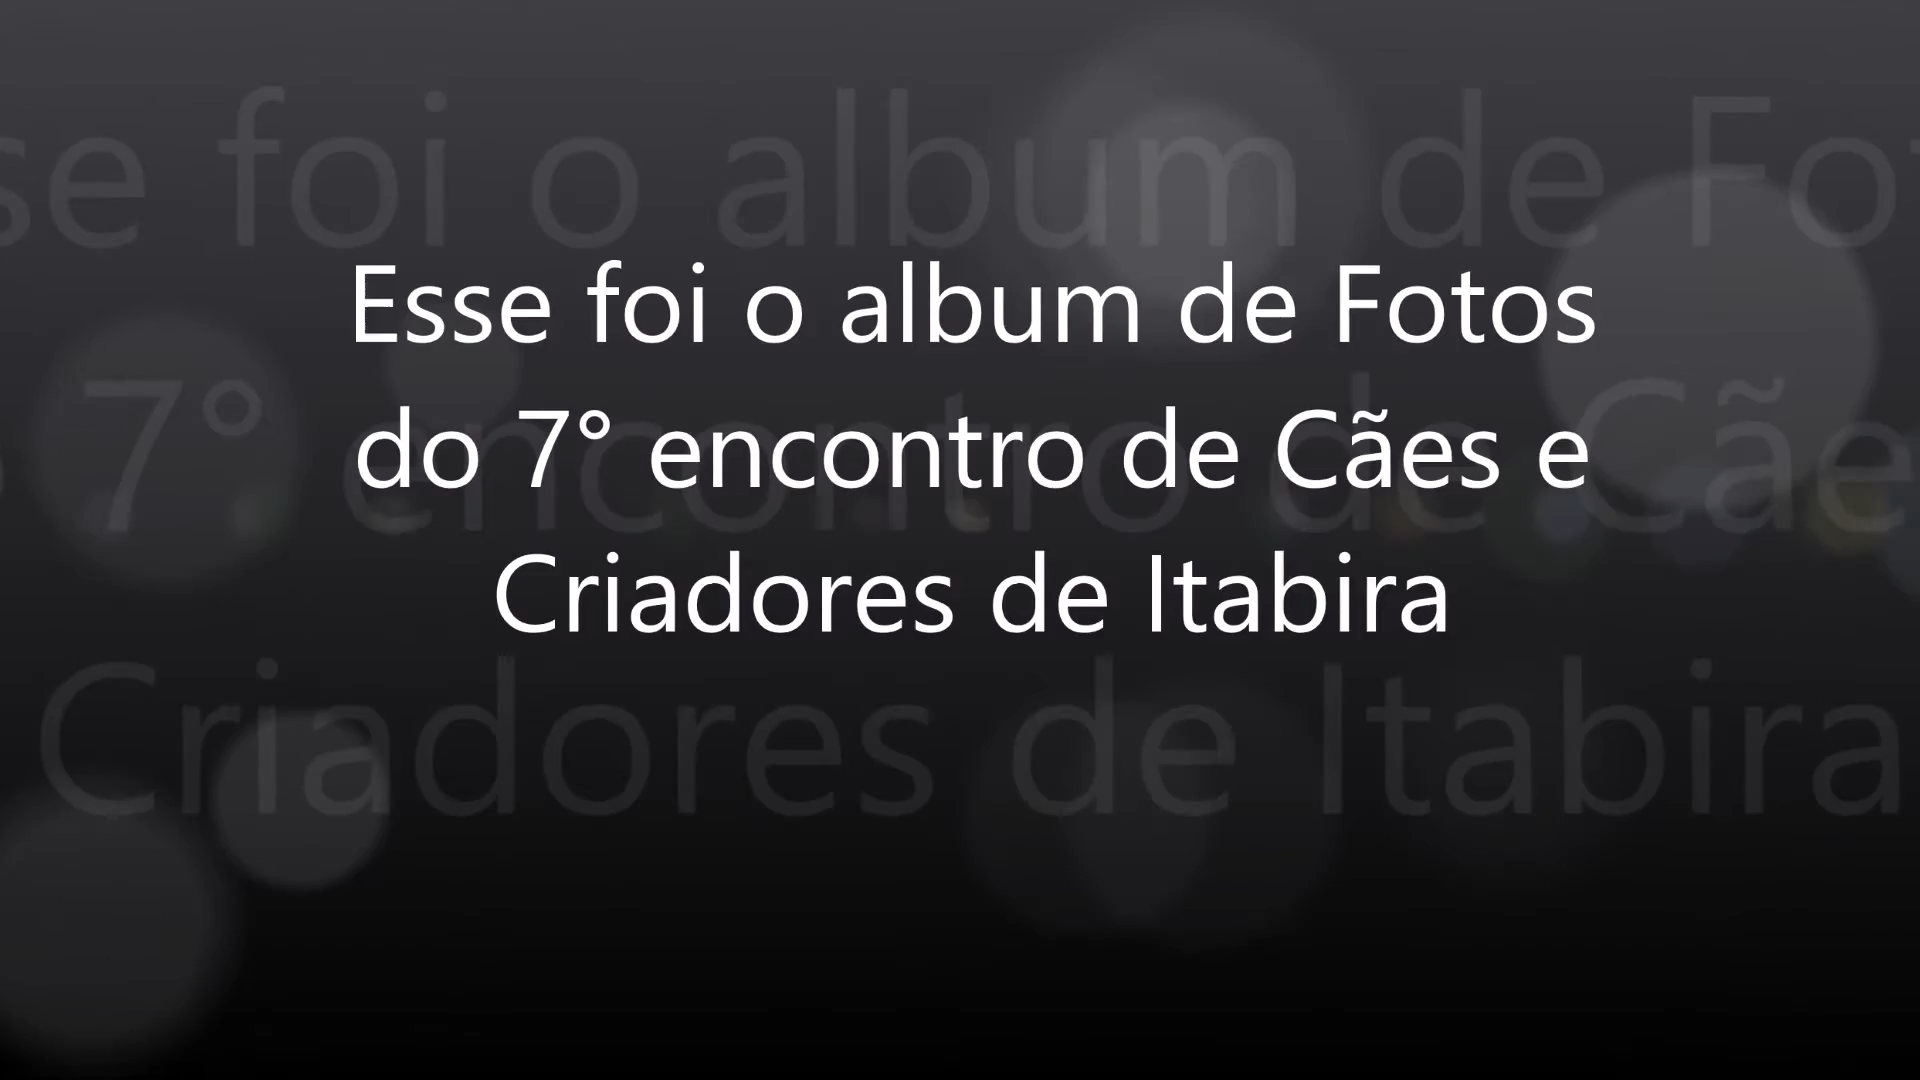 Esse foi o album de Fotos
do 7° encontro de Cães e
Criadores de Itabira